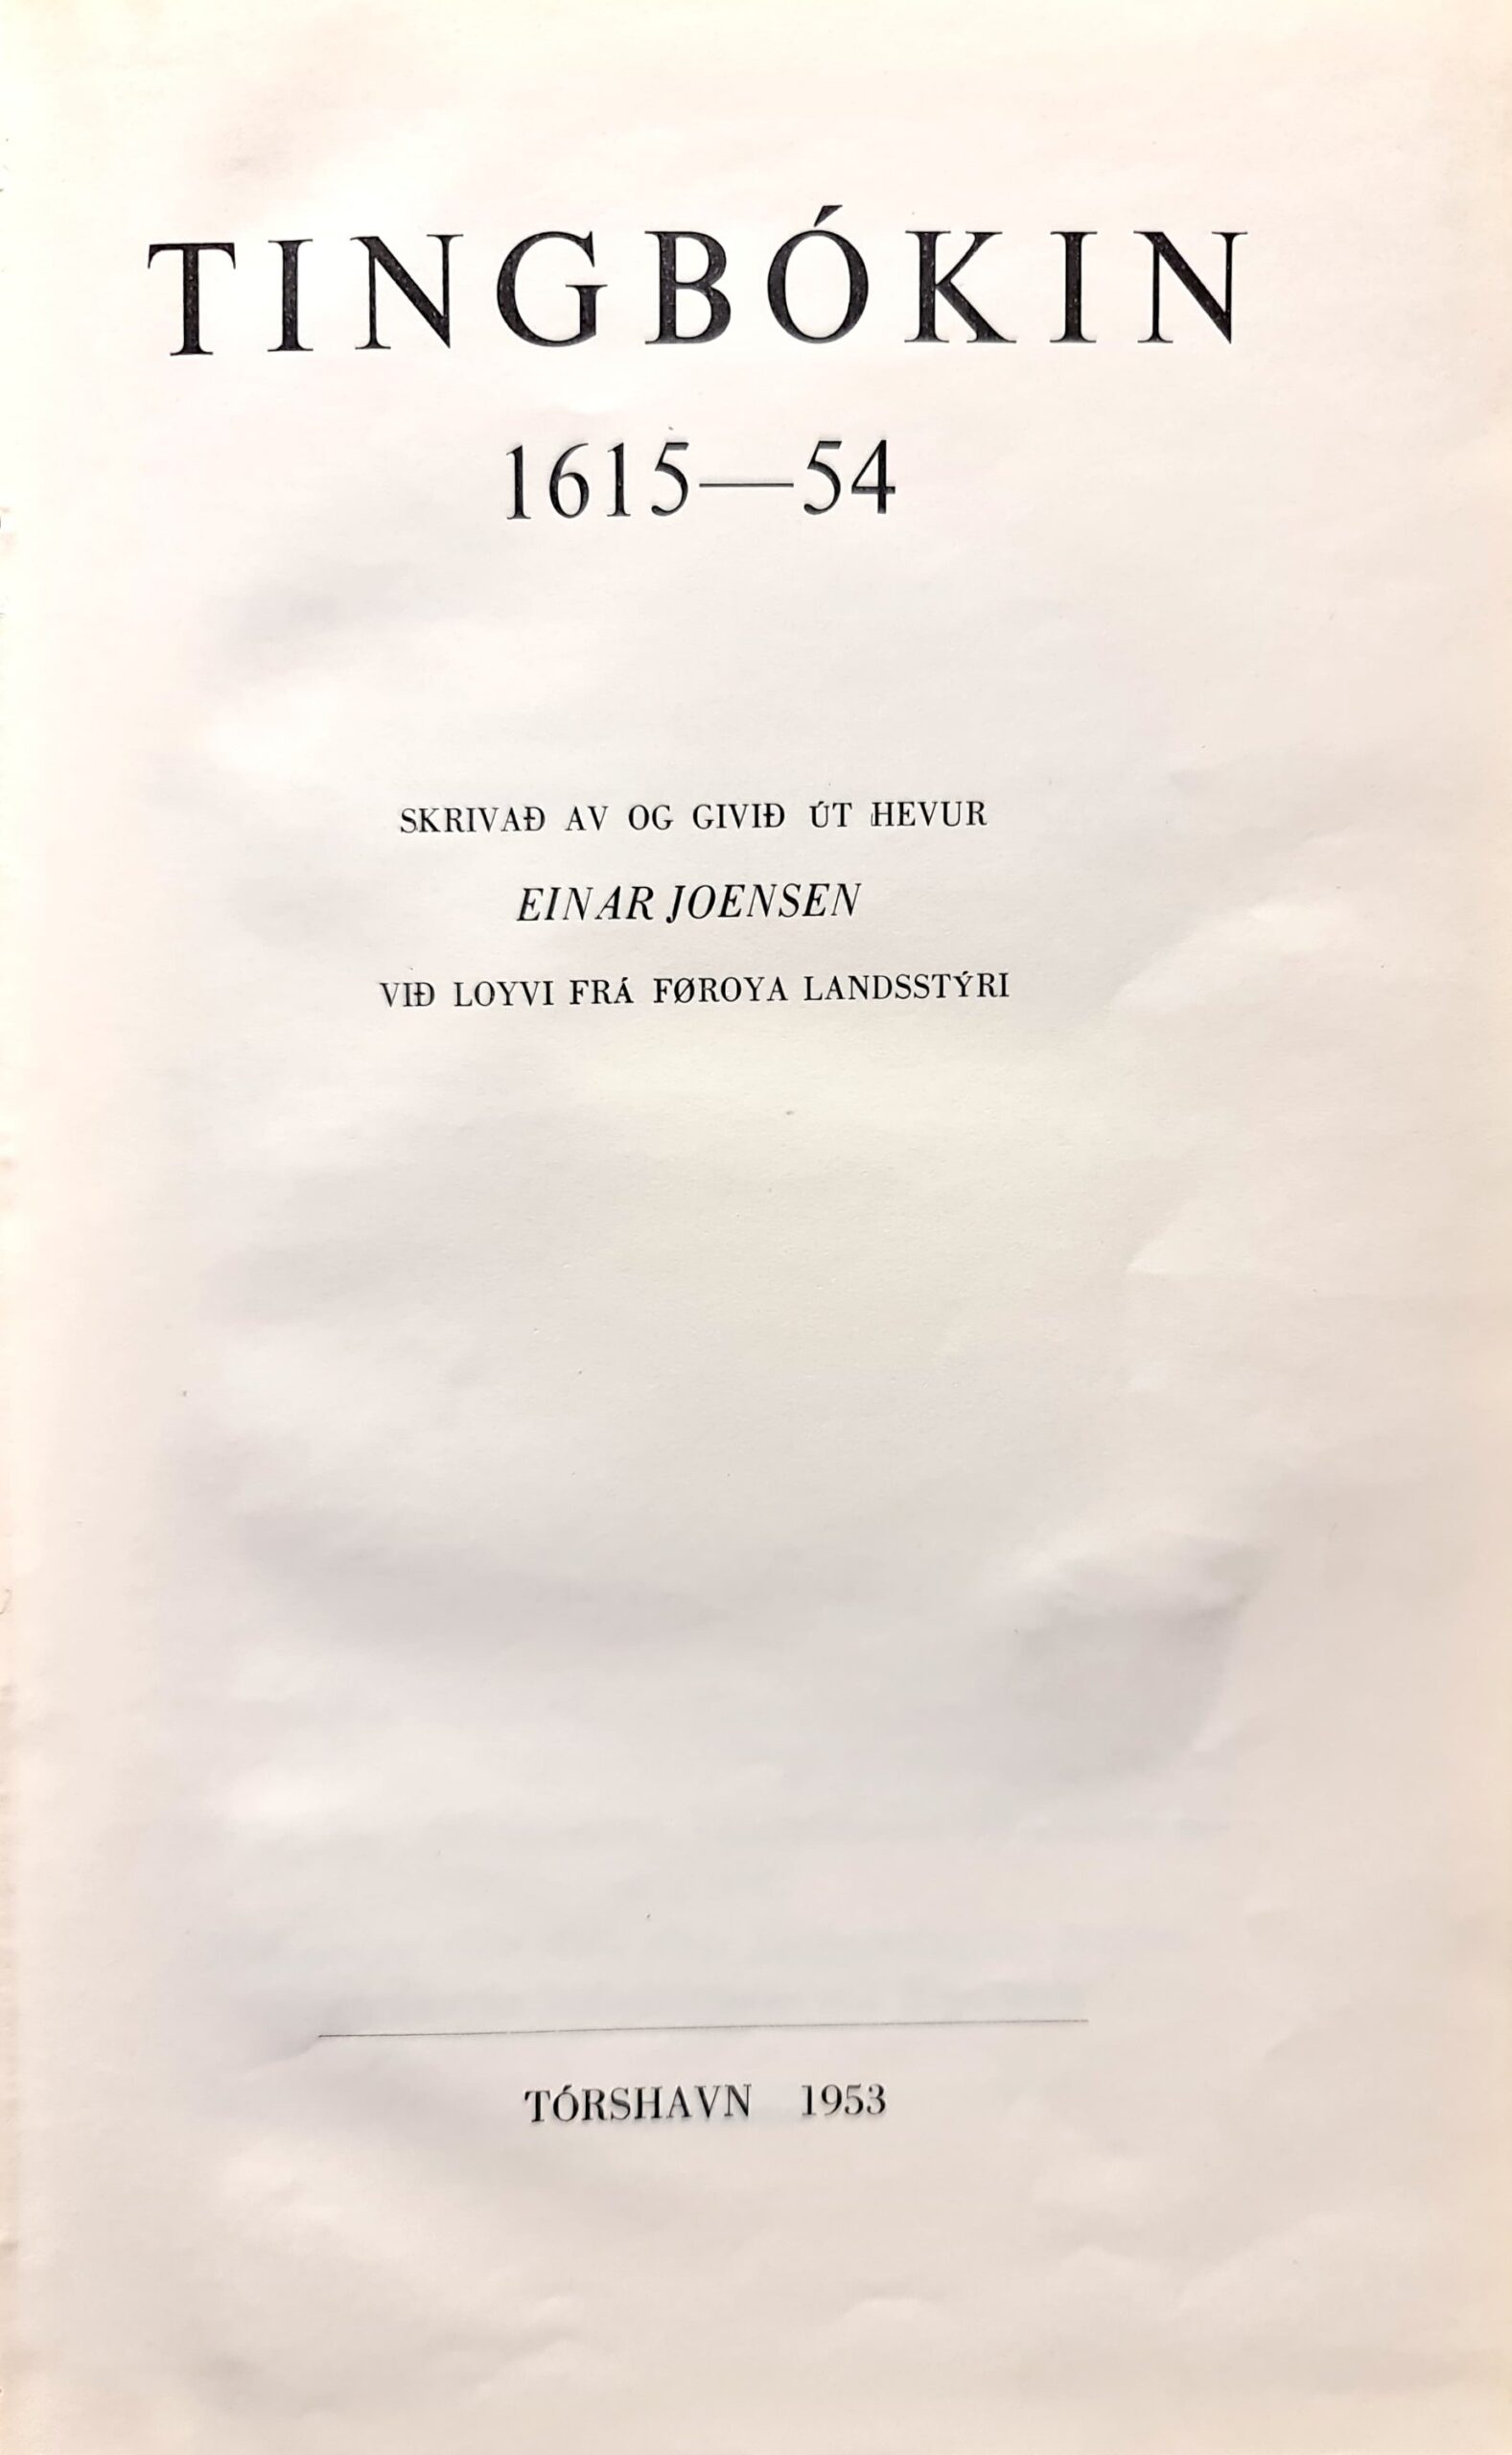 TINGBÓKIN
1615—54
SKRIVAÐ AV OG GIVIÐ ÚT HEVUR
EINAR JOENSEN
VIÐ LOYVI FRÁ FØROYA LANDSSTÝRI
TÓRSHAVN 1953